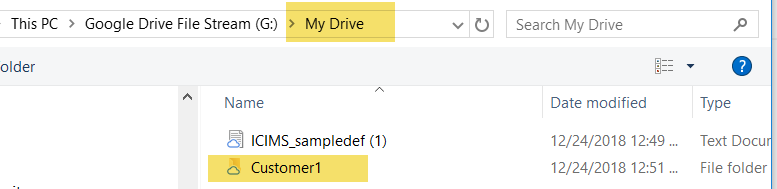 This PC > Google Drive File Stream (G:) > My Drive
Search My Drive
older
?
Name Date modified Type
ICIMS_sampledef (1) 12/24/2018 12:49 ... Text Docu
Customer1 12/24/2018 12:51 ... File folder